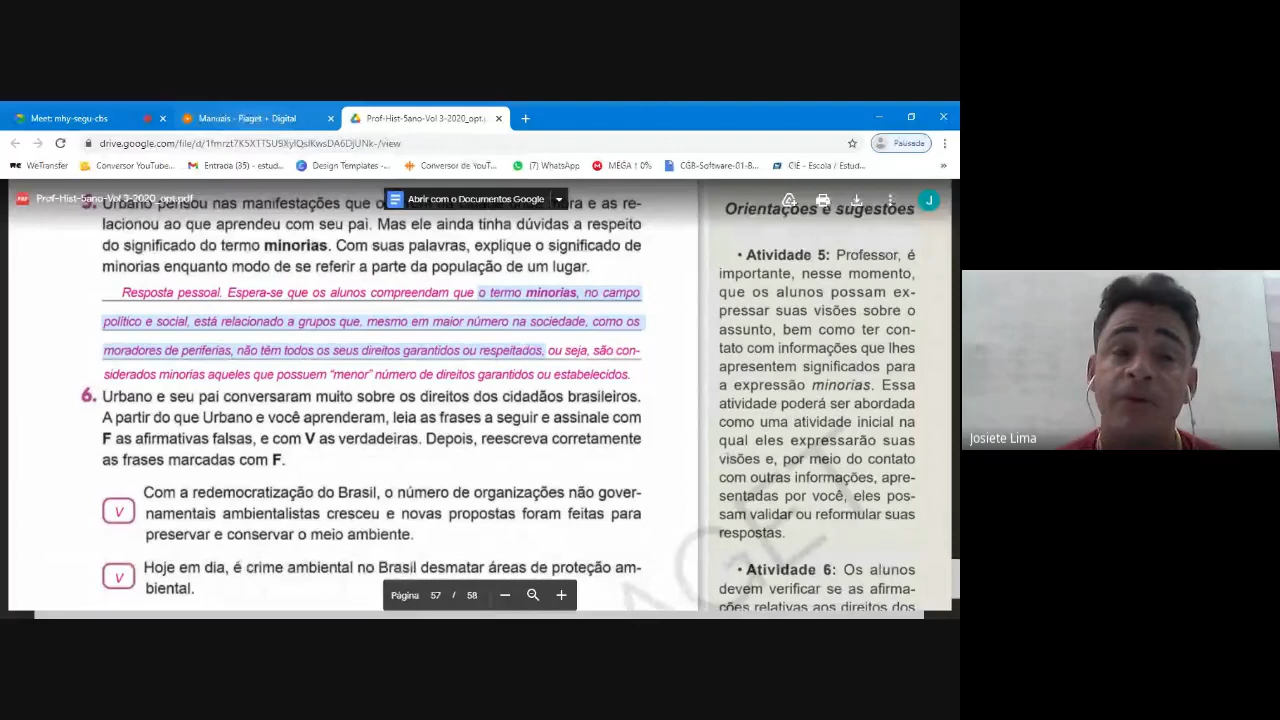 Meet: mhy-segu-cbs
Manuais - Piaget + Digital
Prof-Hist-5ano-Vol 3-2020_opt.p
WeTransfer
Conversor YouTube...
Entrada (35) - estud...
Design Templates -...
Conversor de YouT...
(7) WhatsApp
MEGA
0%
CGB-Software-01-B...
CIE - Escola / Estud...
Pausada
Prof-Hist-5ano-Vol 3-2020_opt.pdf
Abrir com o Documentos Google
J
5. Urbano pensou nas manifestações que o
e as re-
lacionou ao que aprendeu com seu pai. Mas ele ainda tinha dúvidas a respeito
do significado do termo minorias. Com suas palavras, explique o significado de
minorias enquanto modo de se referir a parte da população de um lugar.
Resposta pessoal. Espera-se que os alunos compreendam que o termo minorias, no campo
político e social, está relacionado a grupos que, mesmo em maior número na sociedade, como os
moradores de periferias, não têm todos os seus direitos garantidos ou respeitados, ou seja, são con-
siderados minorias aqueles que possuem “menor” número de direitos garantidos ou estabelecidos.
6. Urbano e seu pai conversaram muito sobre os direitos dos cidadãos brasileiros.
A partir do que Urbano e você aprenderam, leia as frases a seguir e assinale com
F as afirmativas falsas, e com V as verdadeiras. Depois, reescreva corretamente
as frases marcadas com F.
V
Com a redemocratização do Brasil, o número de organizações não gover-
namentais ambientalistas cresceu e novas propostas foram feitas para
preservar e conservar o meio ambiente.
V
Hoje em dia, é crime ambiental no Brasil desmatar áreas de proteção am-
biental.
Página 57 / 58
Orientações e sugestões
• Atividade 5: Professor, é
importante, nesse momento,
que os alunos possam ex-
pressar suas visões sobre o
assunto, bem como ter con-
tato com informações que lhes
apresentem significados para
a expressão minorias. Essa
atividade poderá ser abordada
como uma atividade inicial na
qual eles expressarão suas
visões e, por meio do contato
com outras informações, apre-
sentadas por você, eles pos-
sam validar ou reformular suas
respostas.
• Atividade 6: Os alunos
devem verificar se as afirma-
ções relativas aos direitos dos
Josiete Lima